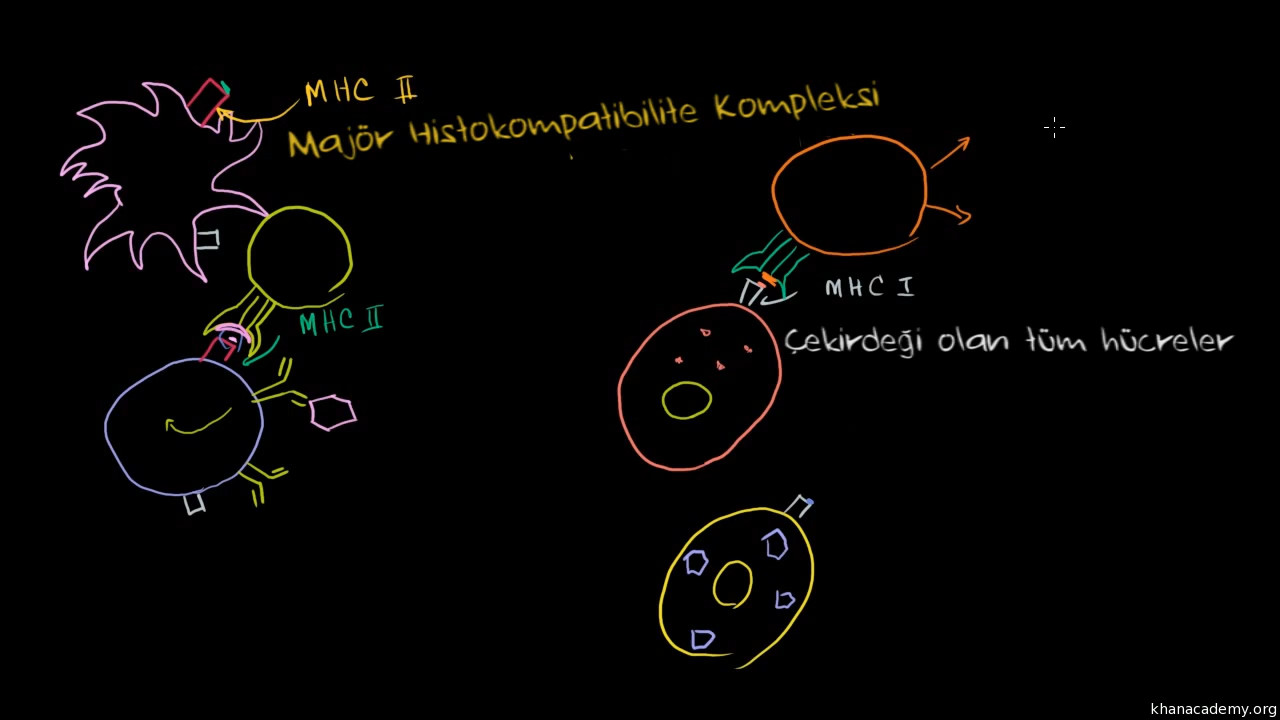 MHC II
Majör Histokompatibilite Kompleksi
MHC II
MHC I
Çekirdeği olan tüm hücreler
khanacademy.org